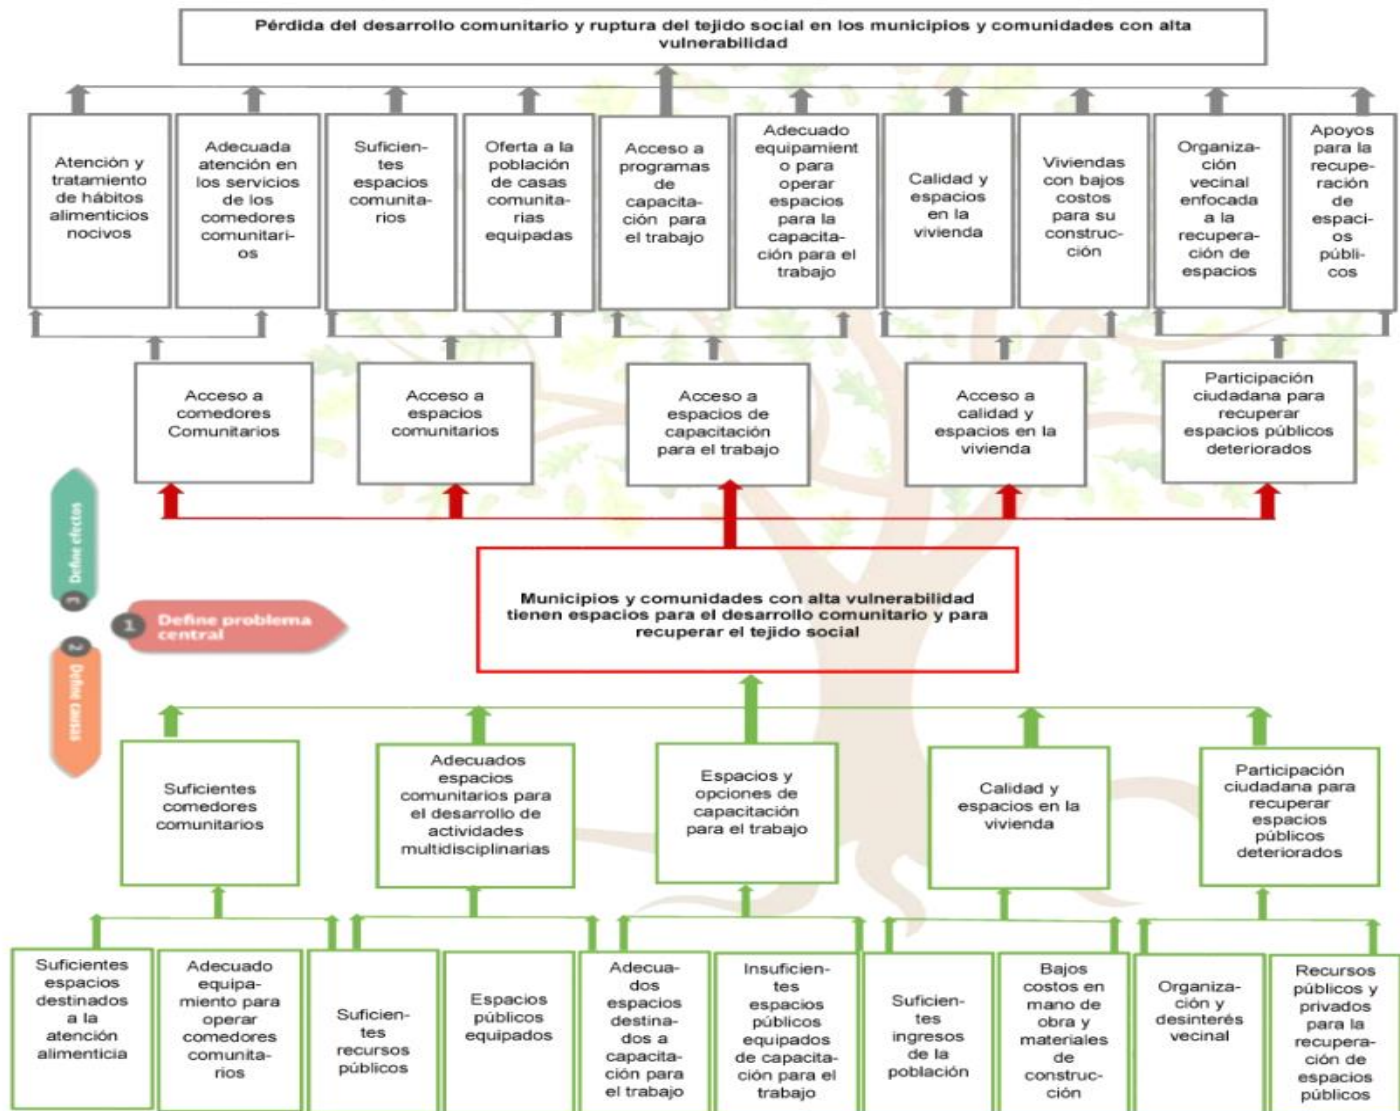 Pérdida del desarrollo comunitario y ruptura del tejido social en los municipios y comunidades con alta
vulnerabilidad
Atención y
tratamiento
de hábitos
alimenticios
nocivos
Adecuada
atención en
los servicios
de los
comedores
comunitari-
os
Suficien-
tes
espacios
comunita-
rios
Oferta a la
población
de casas
comunita-
rias
equipadas
Acceso a
programas
de
capacita-
ción para
el trabajo
Adecuado
equipamient
o para
operar
espacios
para la
capacita-
ción para el
trabajo
Calidad y
espacios
en la
vivienda
Viviendas
con bajos
costos
para su
construc-
ción
Organiza-
ción
vecinal
enfocada
a la
recupera-
ción de
espacios
Apoyos
para la
recupe-
ración
de
espaci-
os
públi-
cos
Acceso a
comedores
Comunitarios
Acceso a
espacios
comunitarios
Acceso a
espacios de
capacitación
para el trabajo
Acceso a
calidad y
espacios en la
vivienda
Participación
ciudadana para
recuperar
espacios públicos
deteriorados
Define efectos
3
1
Define problema
central
2
Define causas
Municipios y comunidades con alta vulnerabilidad
tienen espacios para el desarrollo comunitario y para
recuperar el tejido social
Suficientes
comedores
comunitarios
Adecuados
espacios
comunitarios para
el desarrollo de
actividades
multidisciplinarias
Espacios y
opciones de
capacitación
para el trabajo
Calidad y
espacios en la
vivienda
Participación
ciudadana para
recuperar
espacios
públicos
deteriorados
Suficientes
espacios
destinados
a la
atención
alimenticia
Adecuado
equipa-
miento para
operar
comedores
comunita-
rios
Suficien-
tes
recursos
públicos
Espacios
públicos
equipados
Adecua-
dos
espacios
destina-
dos a
capacita-
ción para
el trabajo
Insuficien-
tes
espacios
públicos
equipados
de capacita-
ción para el
trabajo
Suficien-
tes
ingresos
de la
población
Bajos
costos en
mano de
obra y
materiales
de
construc-
ción
Organiza-
ción y
desinterés
vecinal
Recursos
públicos y
privados
para la
recupera-
ción de
espacios
públicos